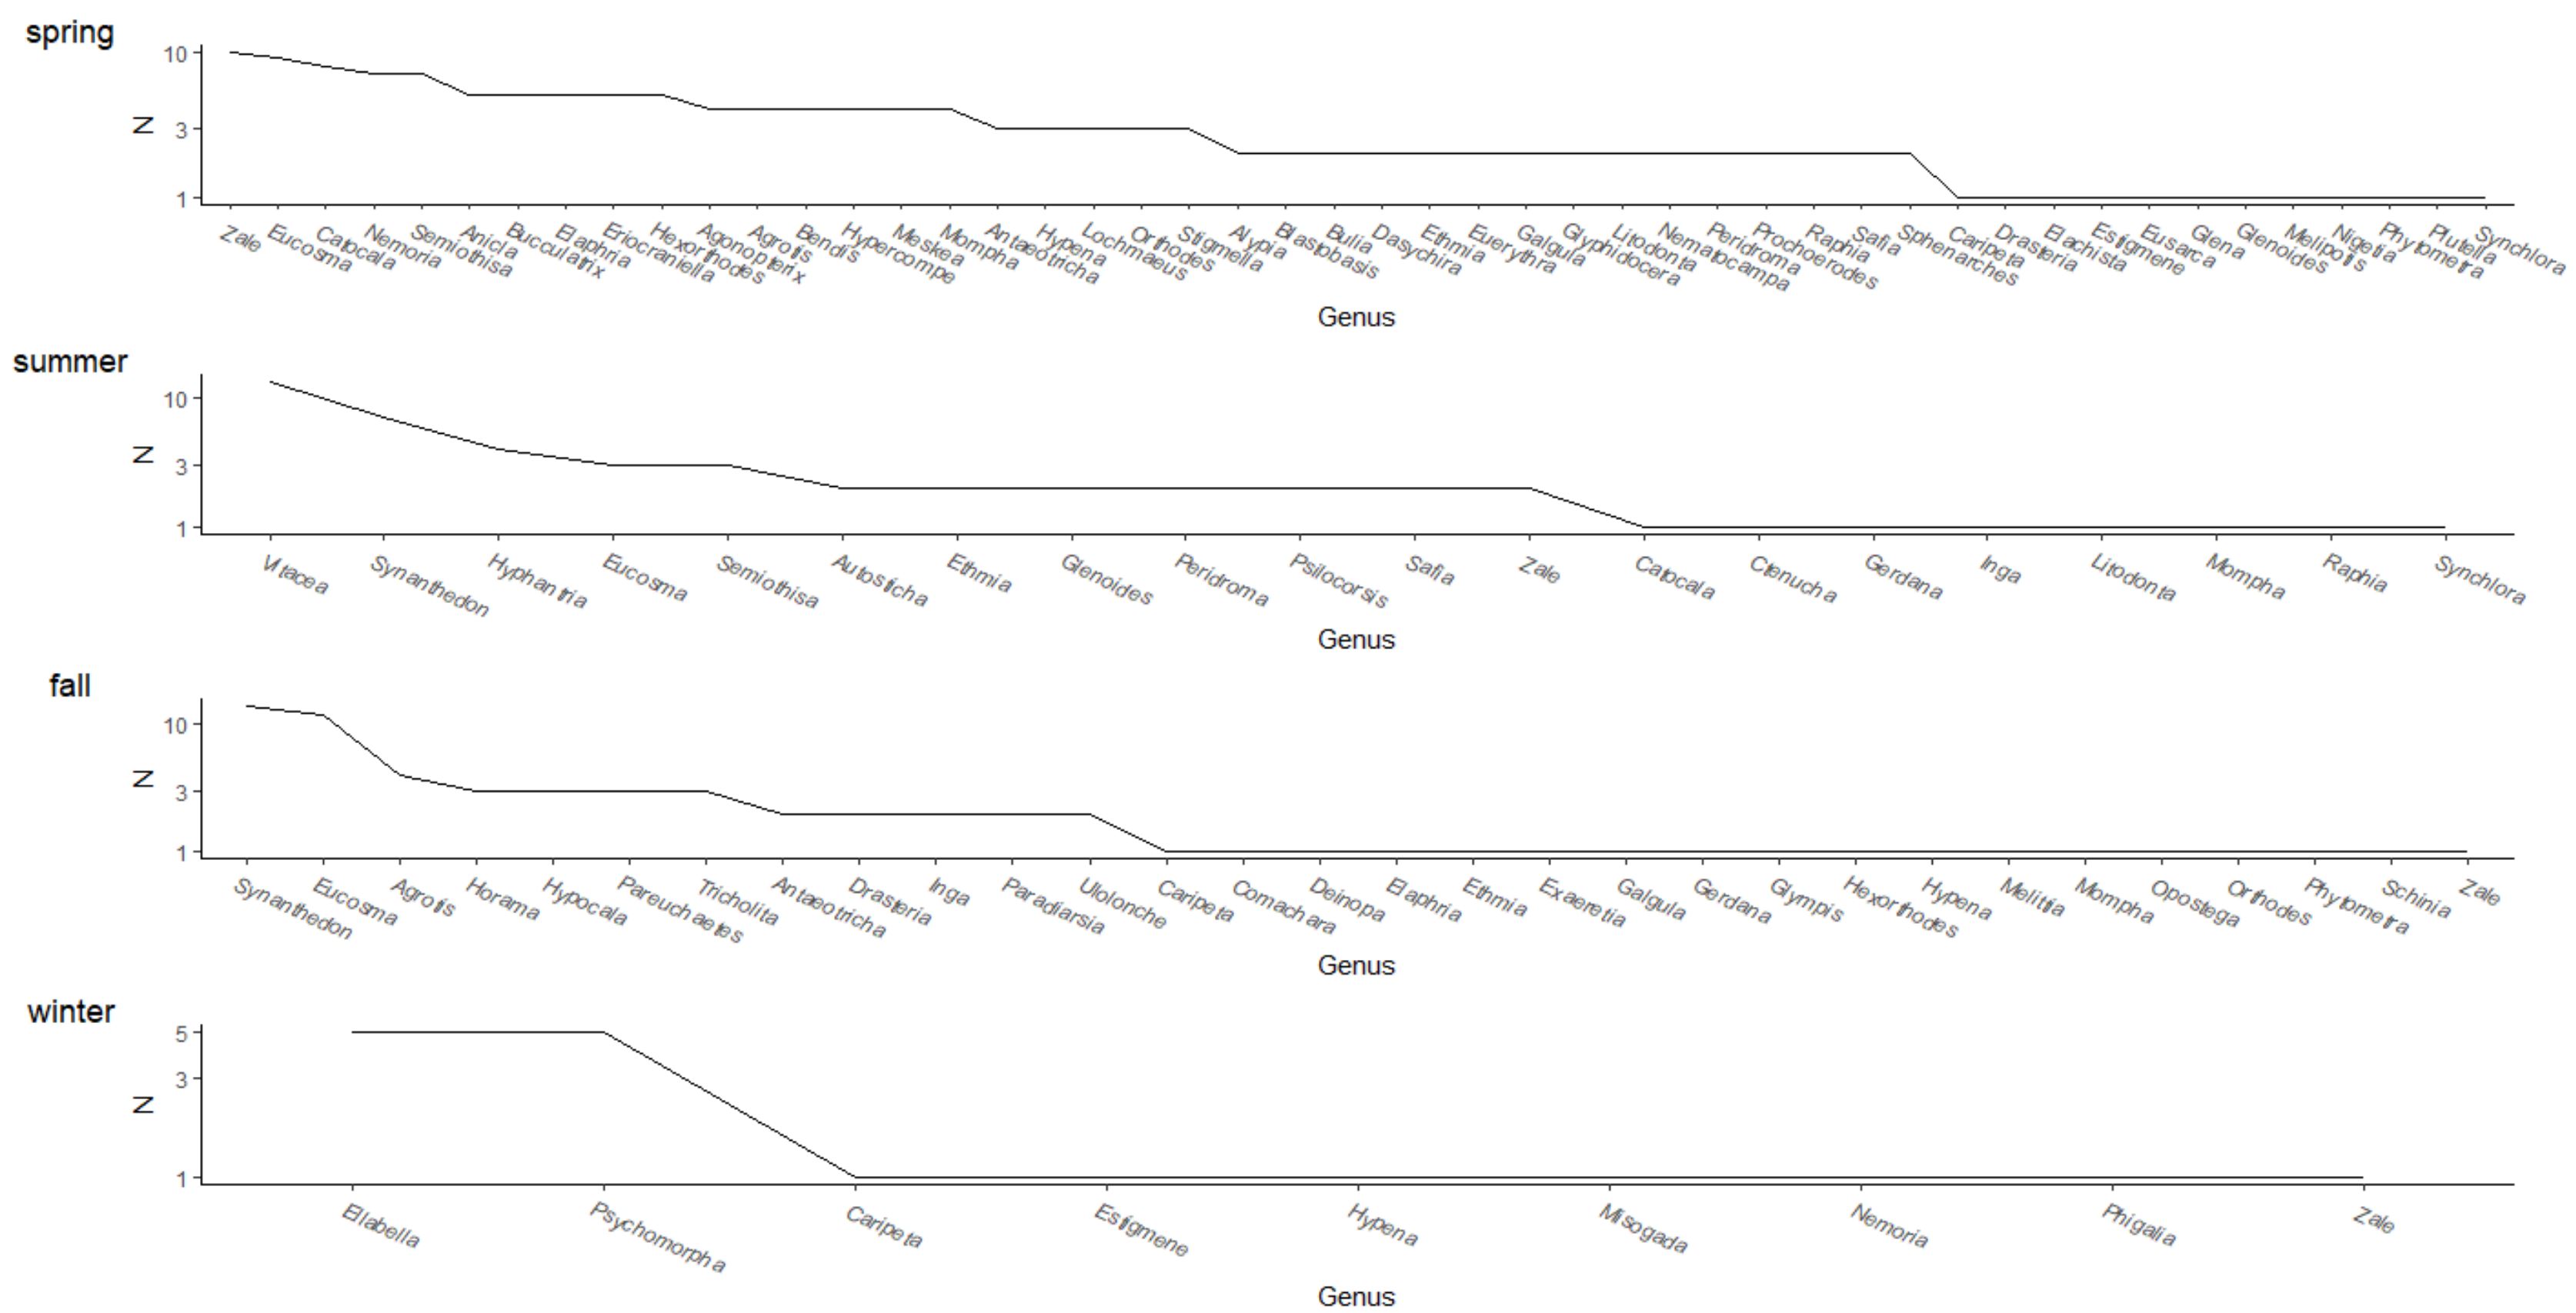 spring
10
3
1
N
Zale Eucosma Catocala Nemoria Semiothisa Anicla Bucculatrix Elaphria Eriocraniella Hexorthodes Agonopterix Agrotis Bendis Hypercompe Meskea Mompha Antaeotricha Hypena Lochmaeus Orthodes Stigmella Alypia Blastobasis Bulia Dasychira Ethmia Euerythra Galgula Glyphidocera Litodonta Nematocampa Peridroma Prochoerodes Raphia Safia Sphenarches Caripeta Drasteria Elachista Estigmene Eusarca Glena Glenoides Melipotis Nigetia Phytometra Plutella Synchlora
Genus
summer
10
3
1
N
Vitacea Synanthedon Hyphantria Eucosma Semiothisa Autosticha Ethmia Glenoides Peridroma Psilocorsis Safia Zale Catocala Ctenucha Gerdana Inga Litodonta Mompha Raphia Synchlora
Genus
fall
10
3
1
N
Synanthedon Eucosma Agrotis Horama Hypocala Pareuchaetes Tricholita Antaeotricha Drasteria Inga Paradiarsia Ulolonche Caripeta Comachara Deinopa Elaphria Ethmia Exaeretia Galgula Gerdana Glympis Hexorthodes Hypena Melittia Mompha Opostega Orthodes Phytometra Schinia Zale
Genus
winter
5
3
1
N
Ellabella Psychomorpha Caripeta Estigmene Hypena Misogada Nemoria Phigalia Zale
Genus